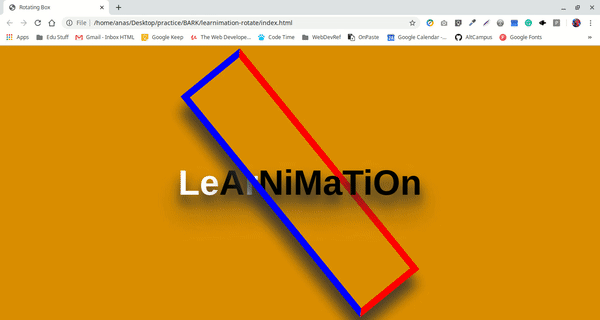 Rotating Box
File | /home/anas/Desktop/practice/BARK/learnimation-rotate/index.html
Apps Edu Stuff Gmail - Inbox HTML Google Keep The Web Develope... Code Time WebDevRef OnPaste Google Calendar -... AltCampus Google Fonts
LeArNiMaTiOn